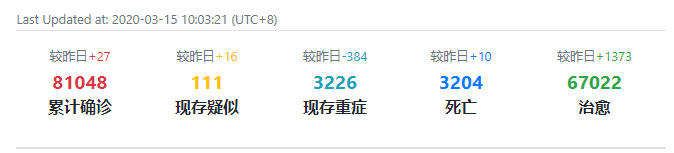 Last Updated at: 2020-03-15 10:03:21 (UTC+8)
较昨日+27 较昨日+16 较昨日-384 较昨日+10 较昨日+1373
81048 111 3226 3204 67022
累计确诊 现存疑似 现存重症 死亡 治愈